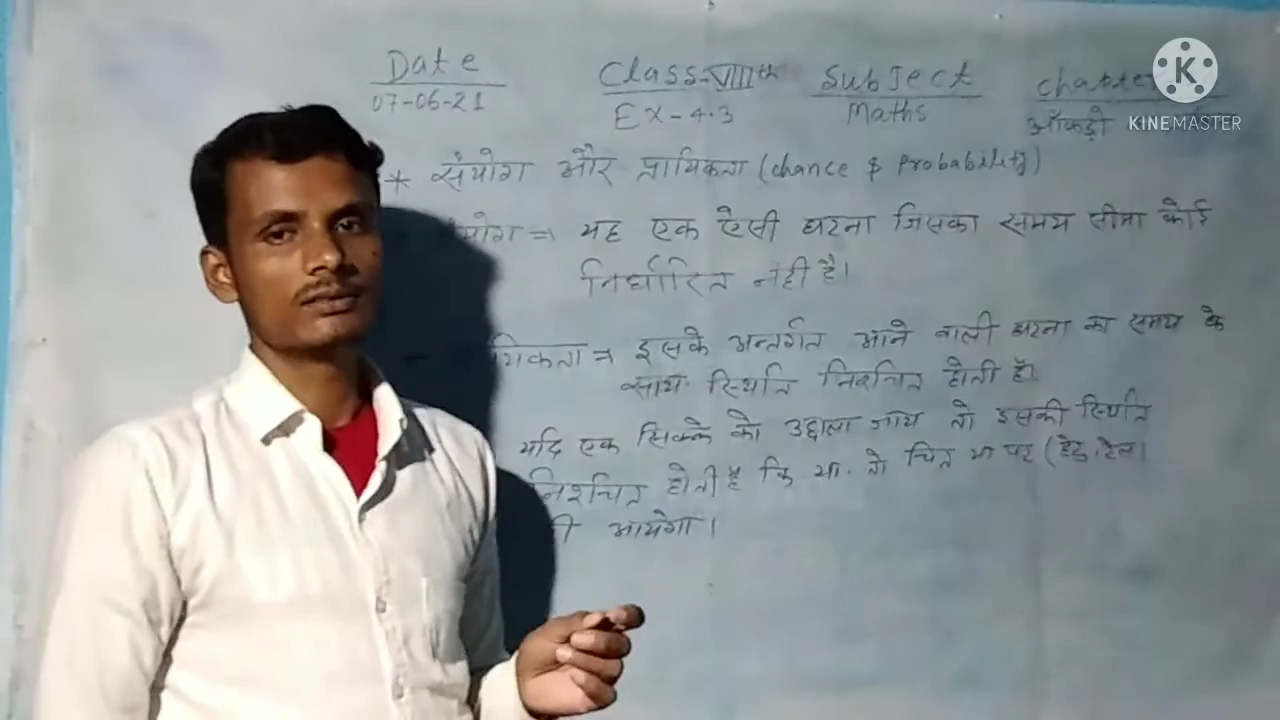 Date Class-VIIIth Subject
07-06-21 Ex-4.3 Maths आँकड़ो
K
KINEMASTER
* संयोग और प्रायिकता (chance & Probability)
यह एक ऐसी घटना जिसका समय सीमा कोई
निर्धारित नही है।
इसके अन्तर्गत आने वाली घटना का समय के
साथ स्थिति निश्चित होती है।
यदि एक सिक्के को उछाला जाय तो इसकी स्थिति
निश्चित होती है कि या तो चित या पट (हेड, टेल)
आयेगा।